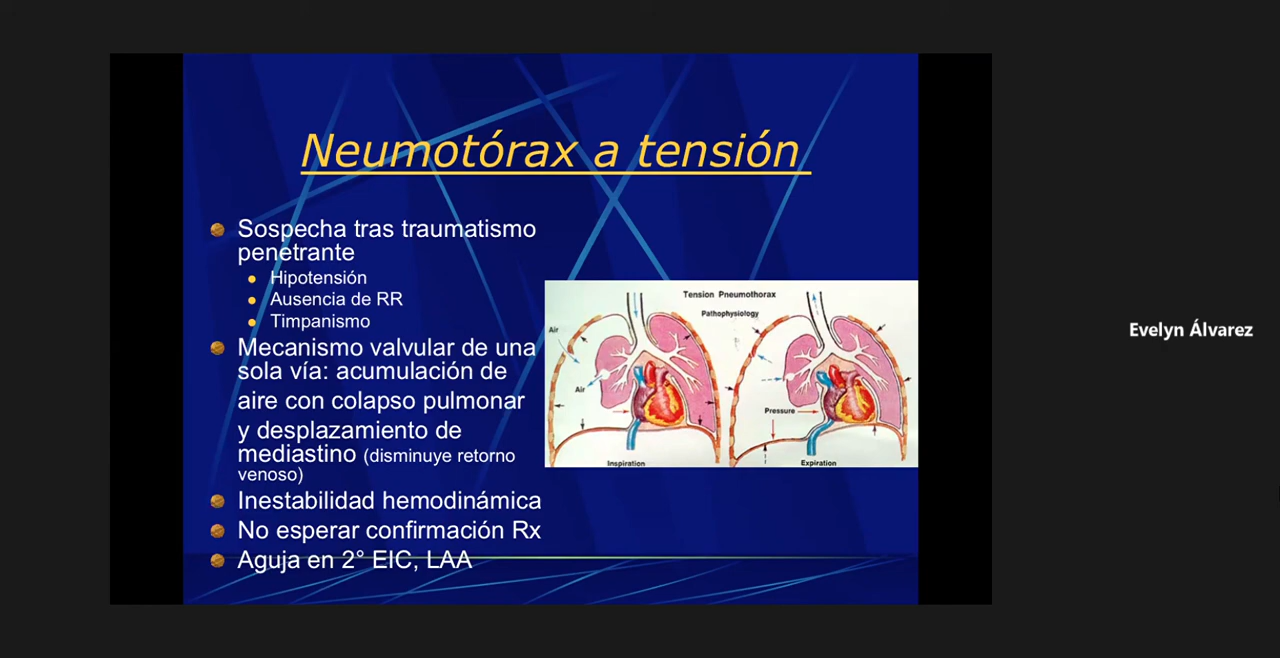 Neumotórax a tensión
Sospecha tras traumatismo
penetrante
Hipotensión
Ausencia de RR
Timpanismo
Mecanismo valvular de una
sola vía: acumulación de
aire con colapso pulmonar
y desplazamiento de
mediastino (disminuye retorno
venoso)
Inestabilidad hemodinámica
No esperar confirmación Rx
Aguja en 2° EIC, LAA
Tension Pneumothorax
Pathophysiology
Air
Air
Pressure
Inspiration
Expiration
Evelyn Álvarez